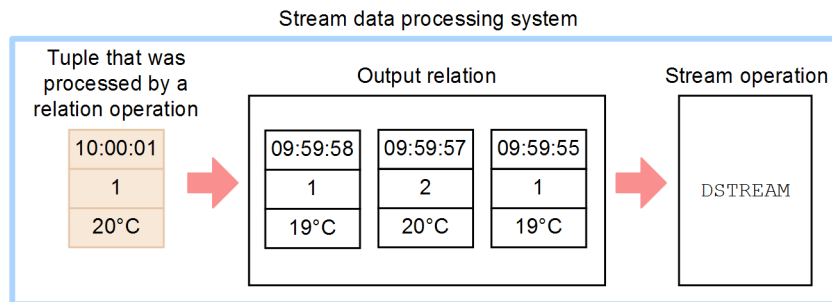 Stream data processing system
Tuple that was
processed by a
relation operation
Output relation
Stream operation
10:00:01
1
20°C
09:59:58
1
19°C
09:59:57
2
20°C
09:59:55
1
19°C
DSTREAM